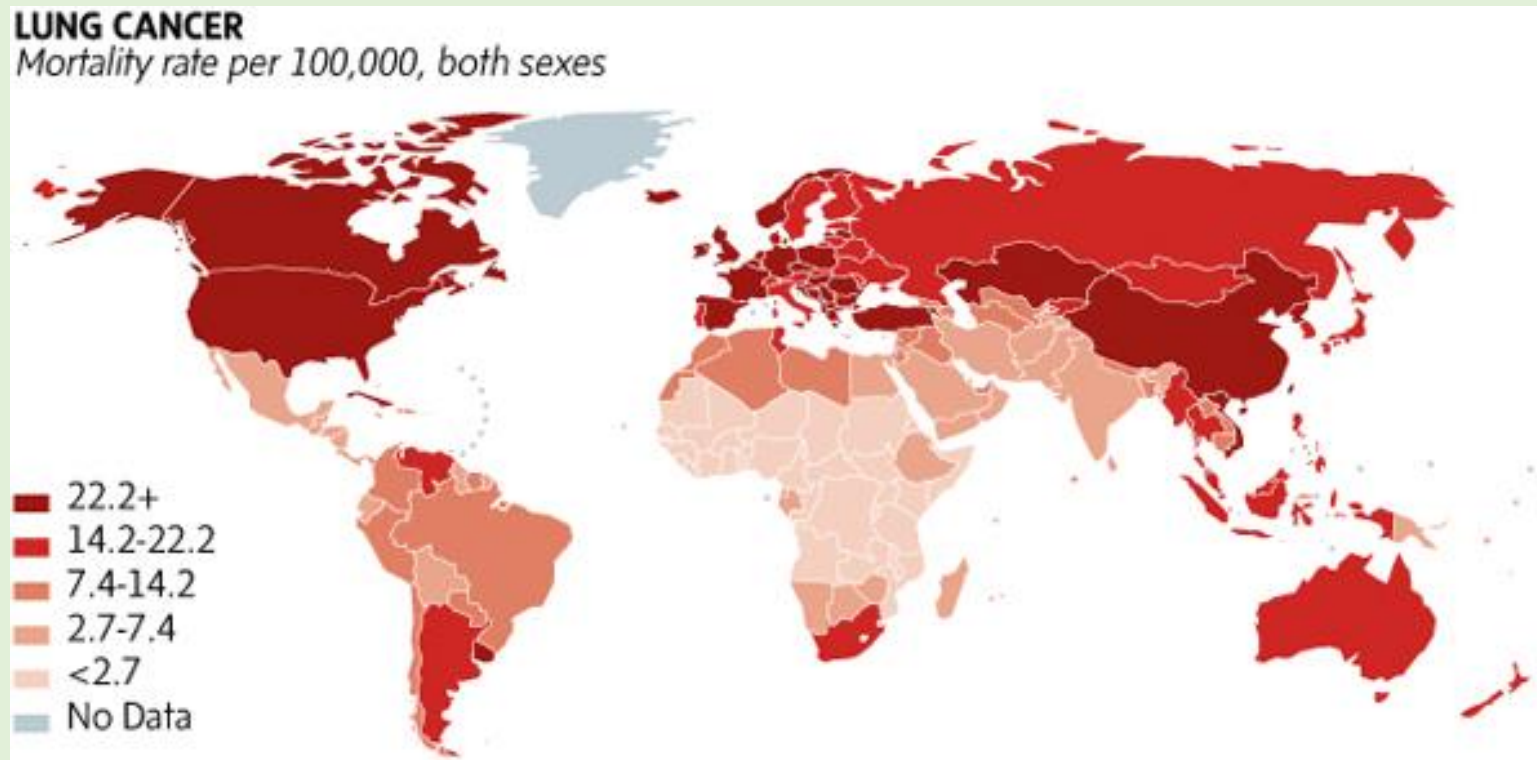 LUNG CANCER
Mortality rate per 100,000, both sexes
22.2+
14.2-22.2
7.4-14.2
2.7-7.4
<2.7
No Data